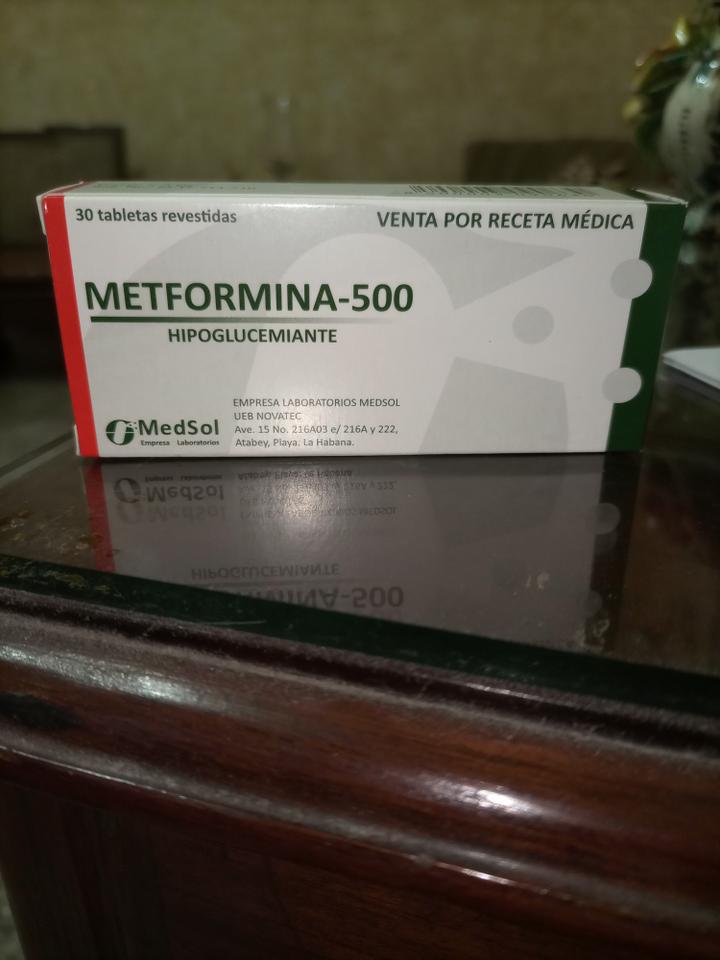 30 tabletas revestidas
VENTA POR RECETA MÉDICA
METFORMINA-500
HIPOGLUCEMIANTE
MedSol
Empresa Laboratorios
EMPRESA LABORATORIOS MEDSOL
UEB NOVATEC
Ave. 15 No. 216A03 e/ 216A y 222,
Atabey, Playa. La Habana.